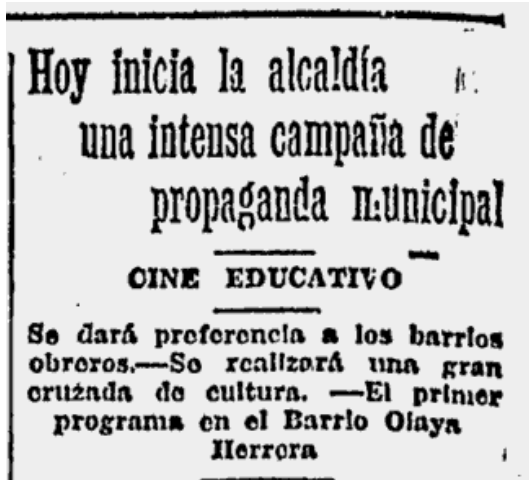 Hoy inicia la alcaldía
una intensa campaña de
propaganda municipal
CINE EDUCATIVO
Se dará preferencia a los barrios
obreros.—Se realizará una gran
cruzada de cultura. —El primer
programa en el Barrio Olaya
Herrera